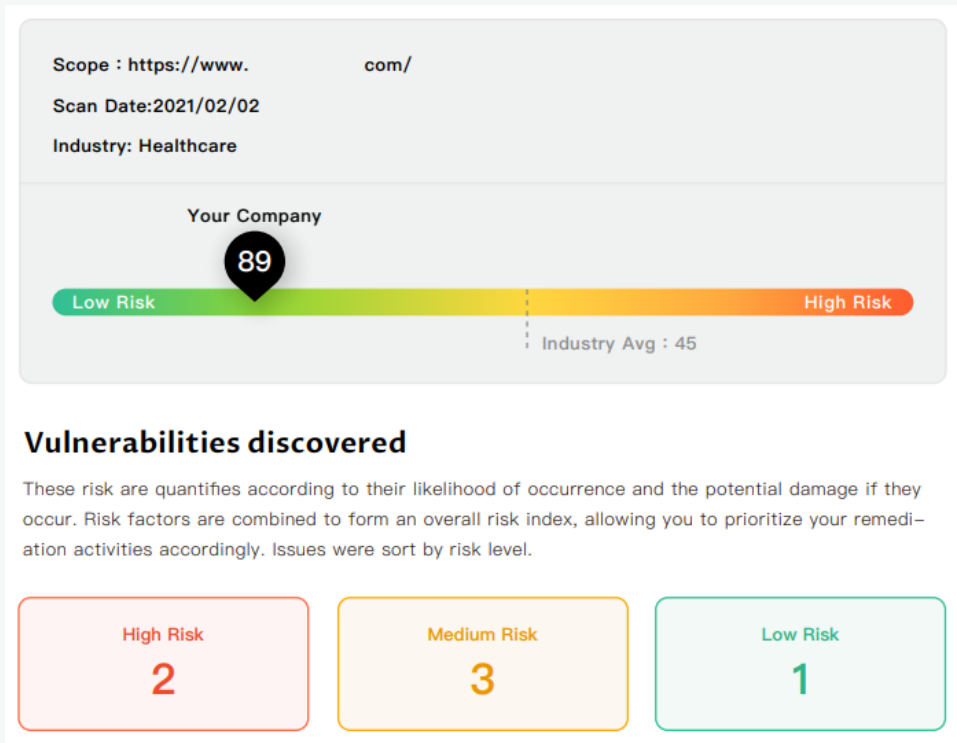 Scope：https://www. com/
Scan Date:2021/02/02
Industry: Healthcare
Your Company
89
Low Risk High Risk
Industry Avg：45
Vulnerabilities discovered
These risk are quantifies according to their likelihood of occurrence and the potential damage if they
occur. Risk factors are combined to form an overall risk index, allowing you to prioritize your remedi–
ation activities accordingly. Issues were sort by risk level.
High Risk Medium Risk Low Risk
2 3 1